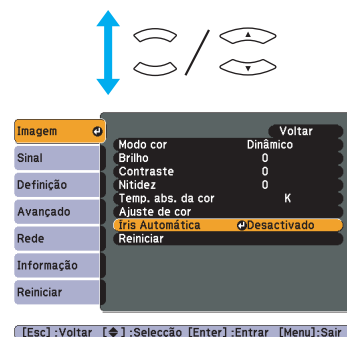 Imagem
Sinal
Definição
Avançado
Rede
Informação
Reiniciar
Voltar
Modo cor Dinâmico
Brilho 0
Contraste 0
Nitidez 0
Temp. abs. da cor K
Ajuste de cor
Íris Automática Desactivado
Reiniciar
[Esc] :Voltar [ ] :Selecção [Enter] :Entrar [Menu]:Sair